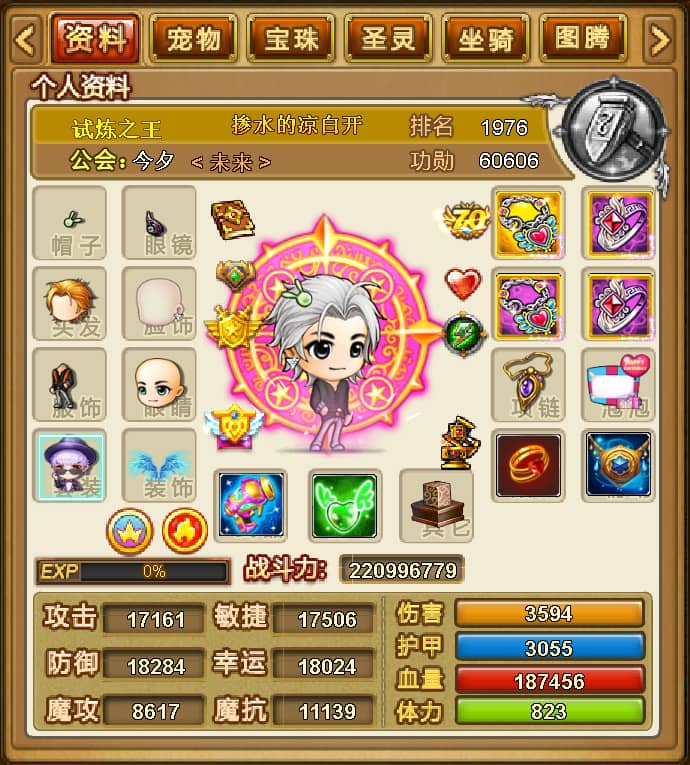 资料 宠物 宝珠 圣灵 坐骑 图腾
个人资料
试炼之王 掺水的凉白开 排名 1976
公会:今夕 <未来> 功勋 60606
帽子 眼镜
70
头发 脸饰
服饰 眼睛 项链 泡泡
HAPPY
套装 装饰
其它
EXP 0% 战斗力: 220996779
攻击 17161 敏捷 17506 伤害 3594
防御 18284 幸运 18024 护甲 3055
血量 187456
魔攻 8617 魔抗 11139 体力 823